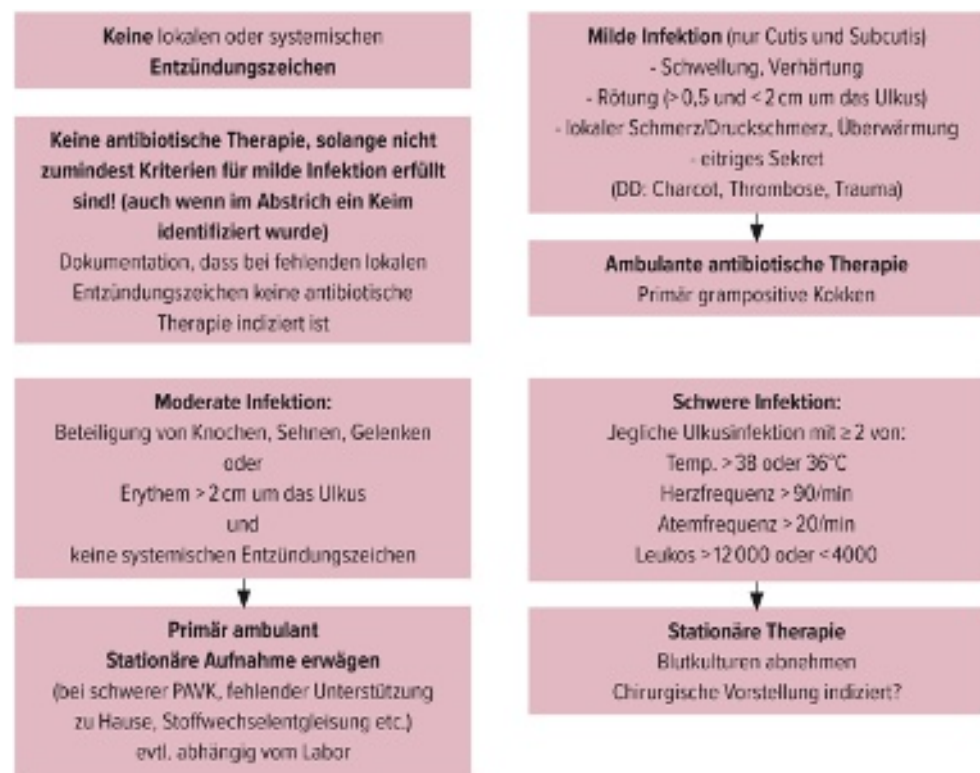 Keine lokalen oder systemischen
Entzündungszeichen
Keine antibiotische Therapie, solange nicht
zumindest Kriterien für milde Infektion erfüllt
sind! (auch wenn im Abstrich ein Keim
identifiziert wurde)
Dokumentation, dass bei fehlenden lokalen
Entzündungszeichen keine antibiotische
Therapie indiziert ist
Milde Infektion (nur Cutis und Subcutis)
- Schwellung, Verhärtung
- Rötung (> 0,5 und < 2 cm um das Ulkus)
- lokaler Schmerz/Druckschmerz, Überwärmung
- eitriges Sekret
(DD: Charcot, Thrombose, Trauma)
Ambulante antibiotische Therapie
Primär grampositive Kokken
Moderate Infektion:
Beteiligung von Knochen, Sehnen, Gelenken
oder
Erythem > 2 cm um das Ulkus
und
keine systemischen Entzündungszeichen
Primär ambulant
Stationäre Aufnahme erwägen
(bei schwerer PAVK, fehlender Unterstützung
zu Hause, Stoffwechselentgleisung etc.)
evtl. abhängig vom Labor
Schwere Infektion:
Jegliche Ulkusinfektion mit ≥ 2 von:
Temp. > 38 oder 36°C
Herzfrequenz > 90/min
Atemfrequenz > 20/min
Leukos > 12 000 oder < 4000
Stationäre Therapie
Blutkulturen abnehmen
Chirurgische Vorstellung indiziert?